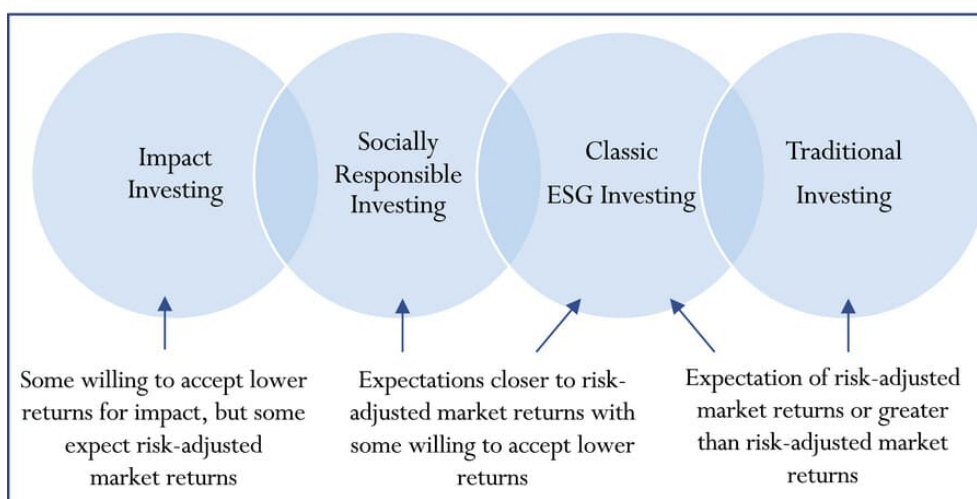 Impact
Investing
Socially
Responsible
Investing
Classic
ESG Investing
Traditional
Investing
Some willing to accept lower
returns for impact, but some
expect risk-adjusted
market returns
Expectations closer to risk-
adjusted market returns with
some willing to accept lower
returns
Expectation of risk-adjusted
market returns or greater
than risk-adjusted market
returns